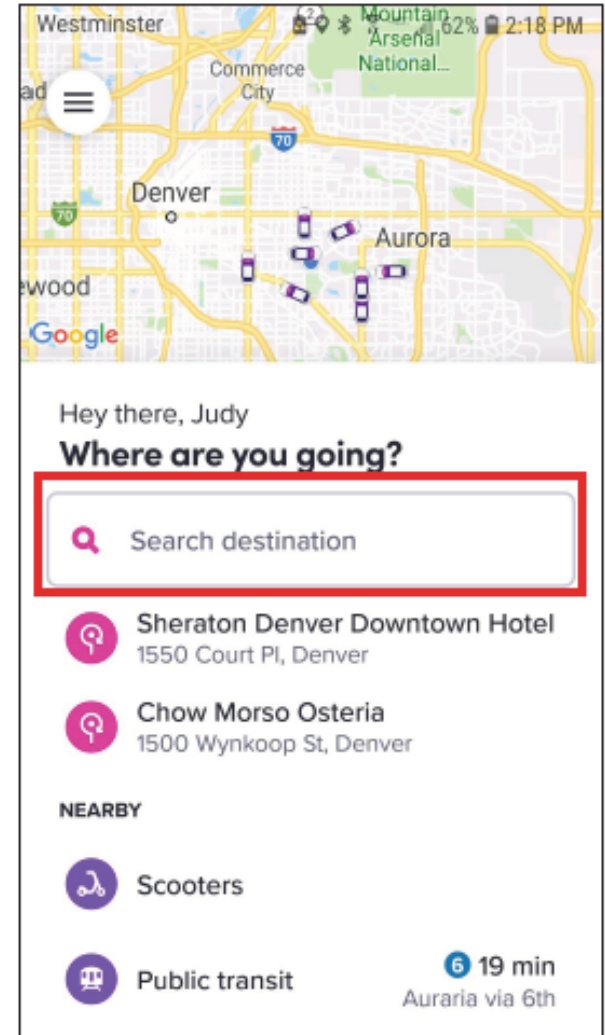 Westminster
62% 2:18 PM
Mountain
Arsenal
National...
Commerce
City
ad
70
Denver
70
Aurora
ewood
Google
Hey there, Judy
Where are you going?
Search destination
Sheraton Denver Downtown Hotel
1550 Court Pl, Denver
Chow Morso Osteria
1500 Wynkoop St, Denver
NEARBY
Scooters
Public transit
6 19 min
Auraria via 6th